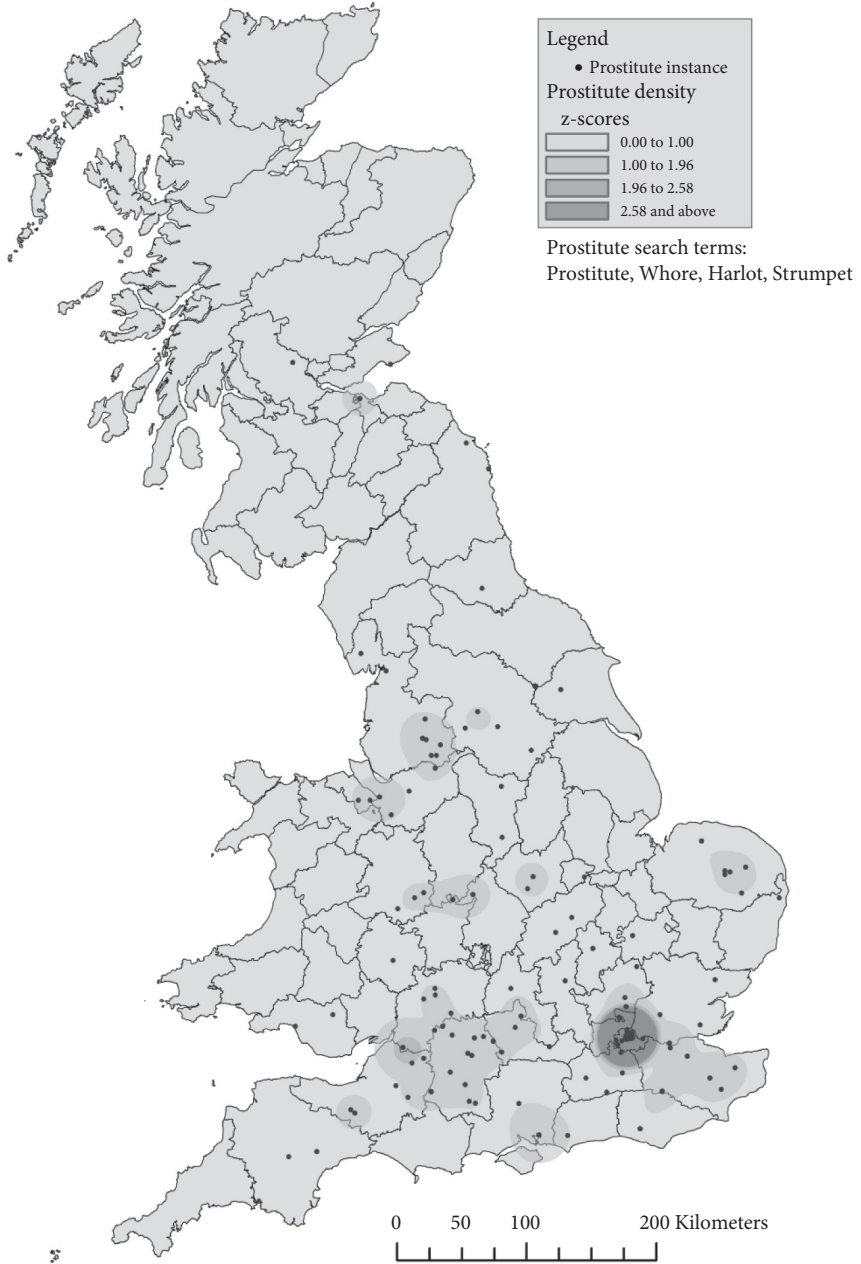 Legend
Prostitute instance
Prostitute density
z-scores
0.00 to 1.00
1.00 to 1.96
1.96 to 2.58
2.58 and above
Prostitute search terms:
Prostitute, Whore, Harlot, Strumpet
0 50 100 200 Kilometers